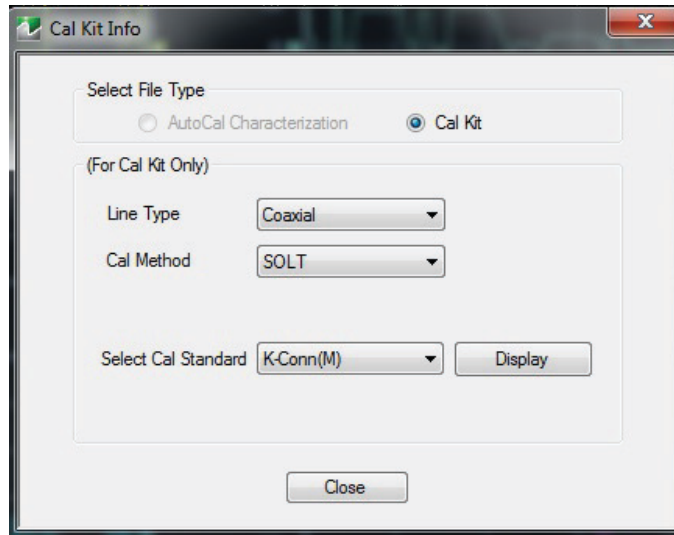 Cal Kit Info
Select File Type
AutoCal Characterization Cal Kit
(For Cal Kit Only)
Line Type Coaxial
Cal Method SOLT
Select Cal Standard K-Conn(M) Display
Close